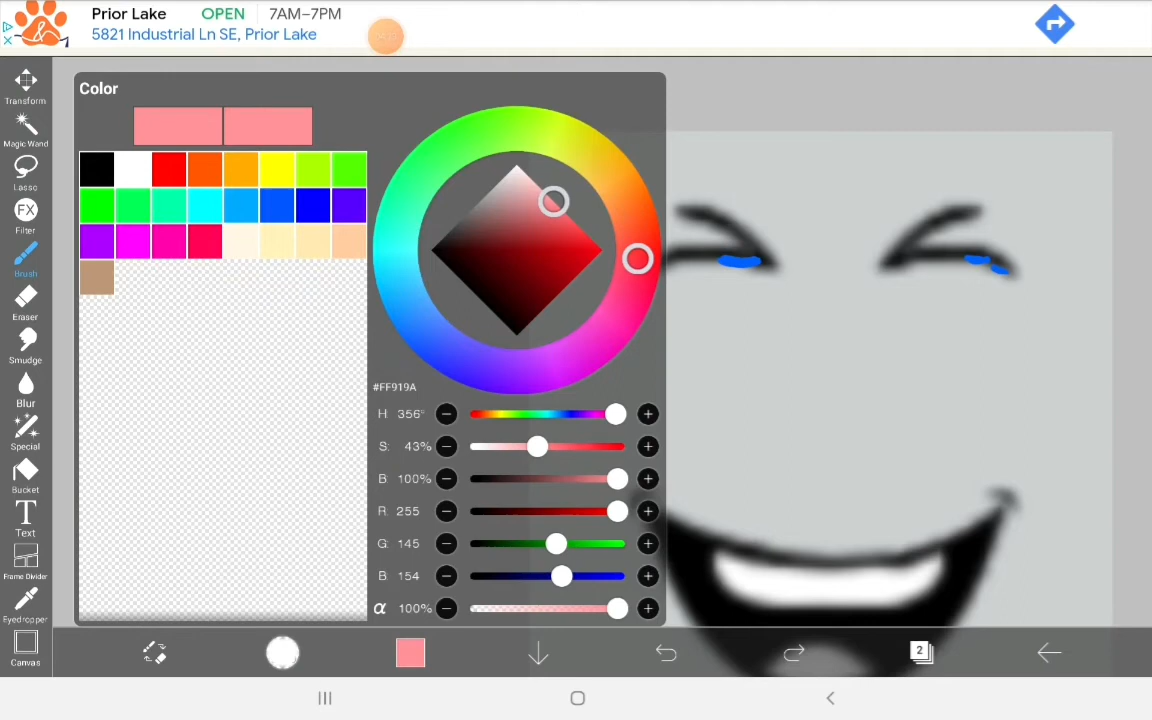 Prior Lake OPEN 7AM–7PM
5821 Industrial Ln SE, Prior Lake
Transform
Magic Wand
Lasso
FX
Filter
Brush
Eraser
Smudge
Blur
Special
Bucket
T
Text
Frame Divider
Eyedropper
Canvas
Color
#FF919A
H: 356°
S: 43%
B: 100%
R: 255
G: 145
B: 154
α 100%
2